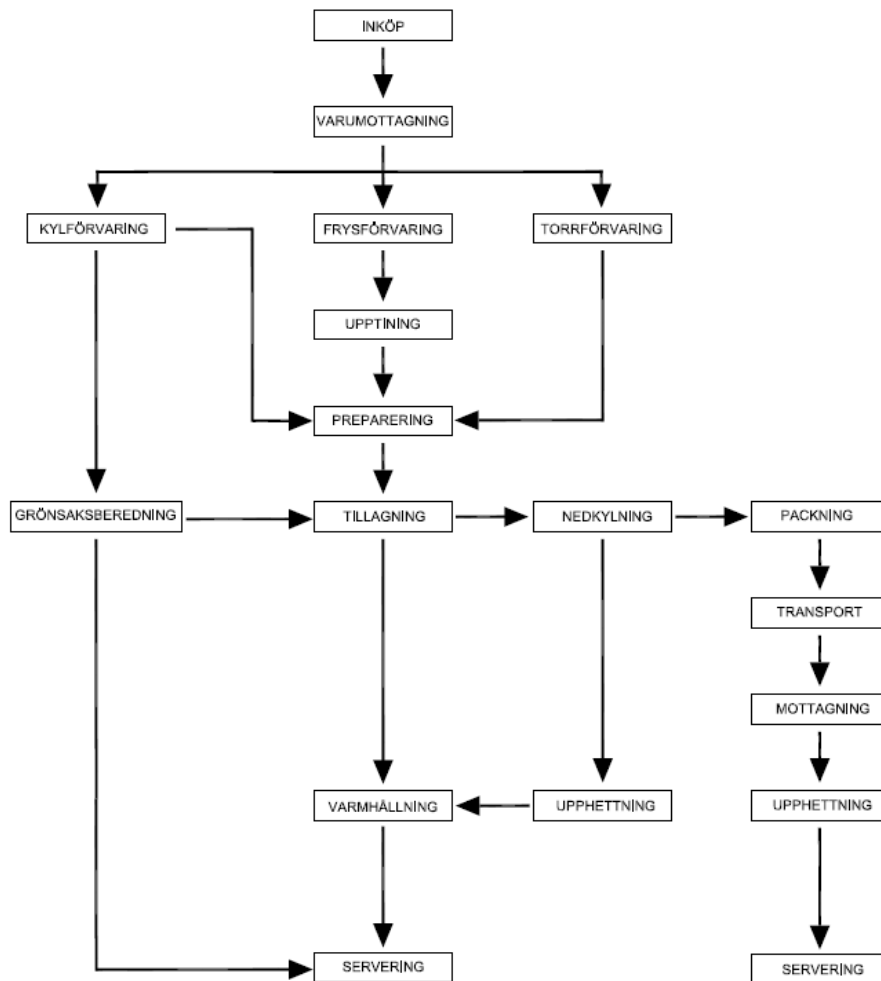 INKÖP
VARUMOTTAGNING
KYLFÖRVARING
FRYSFÖRVARING
TORRFÖRVARING
UPPTINING
PREPARERING
GRÖNSAKSBEREDNING
TILLAGNING
NEDKYLNING
PACKNING
TRANSPORT
MOTTAGNING
VARMHÅLLNING
UPPHETTNING
UPPHETTNING
SERVERING
SERVERING